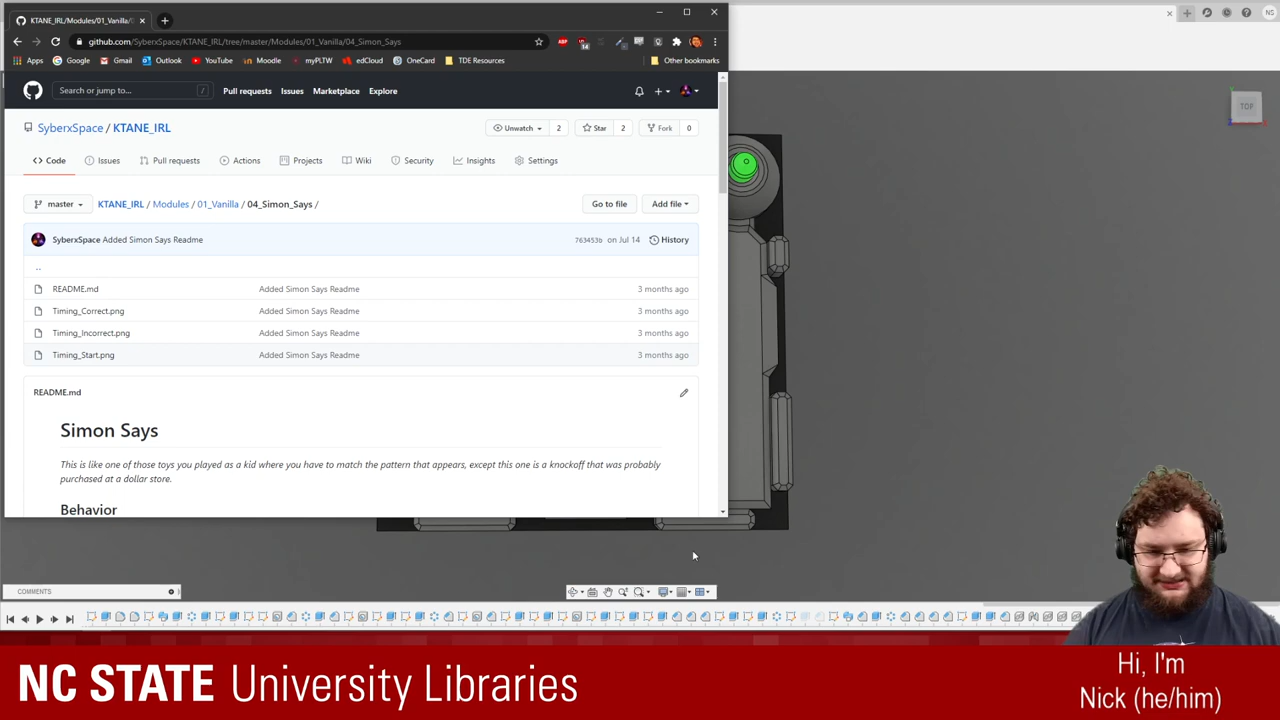 KTANE_IRL/Modules/01_Vanilla/0
github.com/SyberxSpace/KTANE_IRL/tree/master/Modules/01_Vanilla/04_Simon_Says
ABP
14
NG
Apps Google Gmail Outlook YouTube Moodle myPLTW edCloud OneCard TDE Resources Other bookmarks
Search or jump to... / Pull requests Issues Marketplace Explore
TOP
SyberxSpace / KTANE_IRL Unwatch 2 Star 2 Fork 0
Code Issues Pull requests Actions Projects Wiki Security Insights Settings
master KTANE_IRL / Modules / 01_Vanilla / 04_Simon_Says / Go to file Add file
SyberxSpace Added Simon Says Readme 763453b on Jul 14 History
..
README.md Added Simon Says Readme 3 months ago
Timing_Correct.png Added Simon Says Readme 3 months ago
Timing_Incorrect.png Added Simon Says Readme 3 months ago
Timing_Start.png Added Simon Says Readme 3 months ago
README.md
Simon Says
This is like one of those toys you played as a kid where you have to match the pattern that appears, except this one is a knockoff that was probably
purchased at a dollar store.
Behavior
COMMENTS
NC STATE University Libraries
Hi, I'm
Nick (he/him)